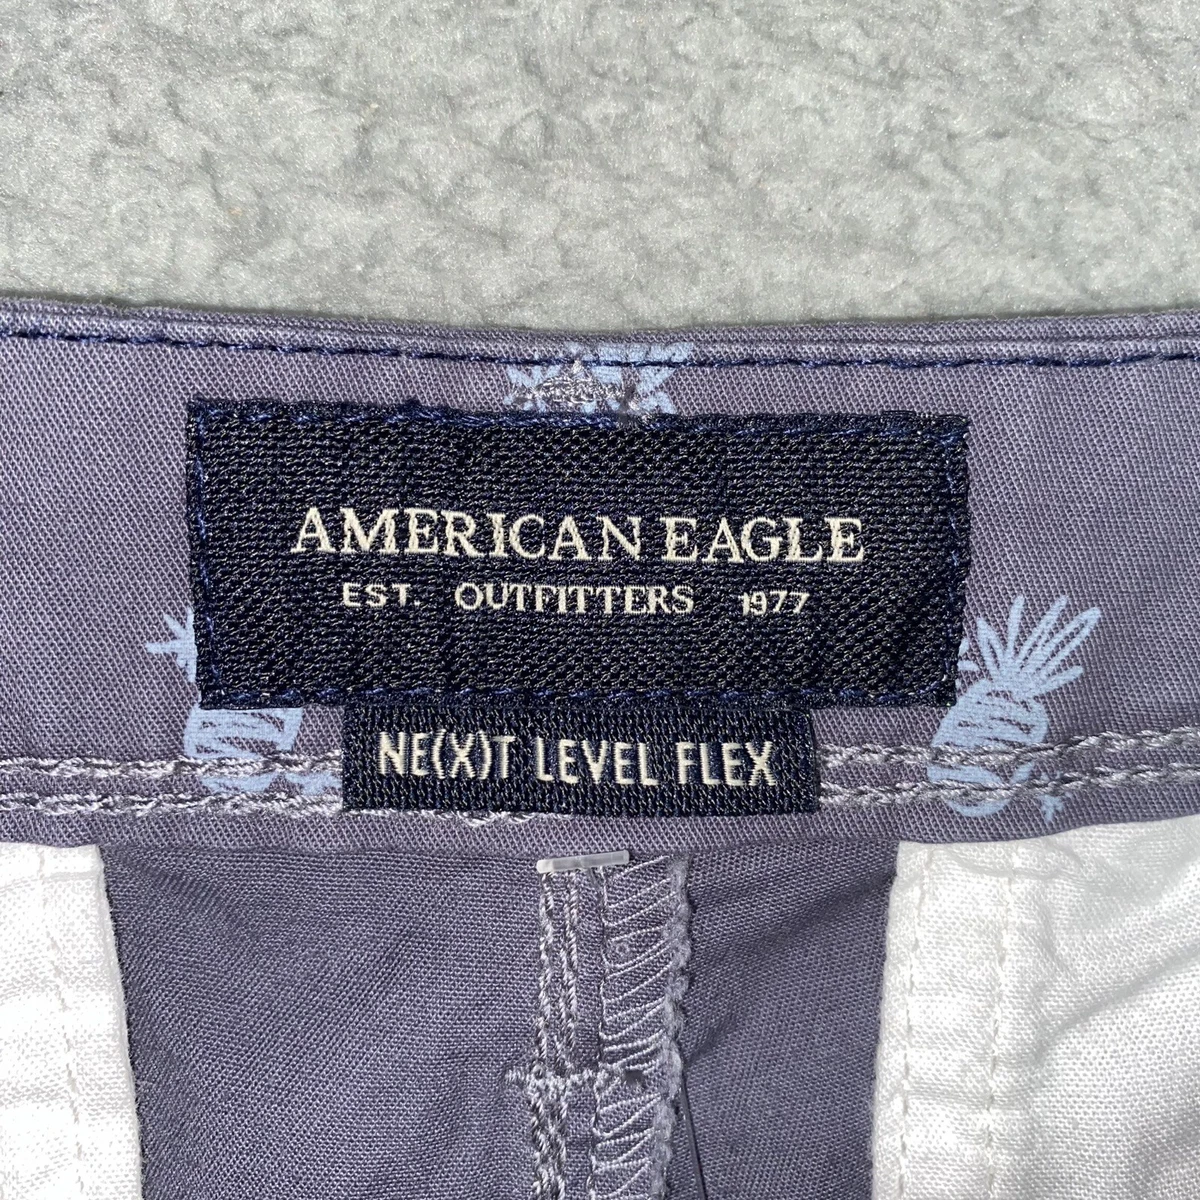 AMERICAN EAGLE
EST. OUTFITTERS 1977
NE(X)T LEVEL FLEX